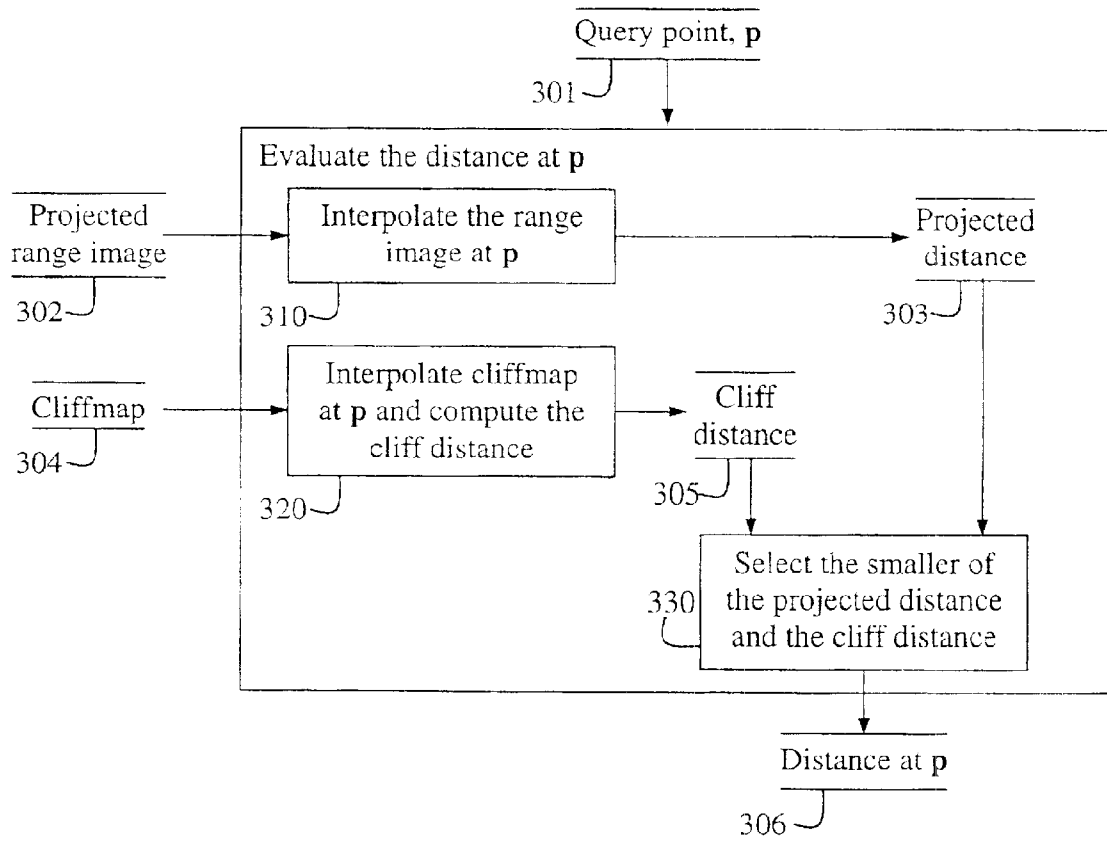 Query point, p
301
Evaluate the distance at p
Projected
range image
302
Interpolate the range
image at p
310
Projected
distance
303
Cliffmap
304
Interpolate cliffmap
at p and compute the
cliff distance
320
Cliff
distance
305
Select the smaller of
the projected distance
and the cliff distance
330
Distance at p
306